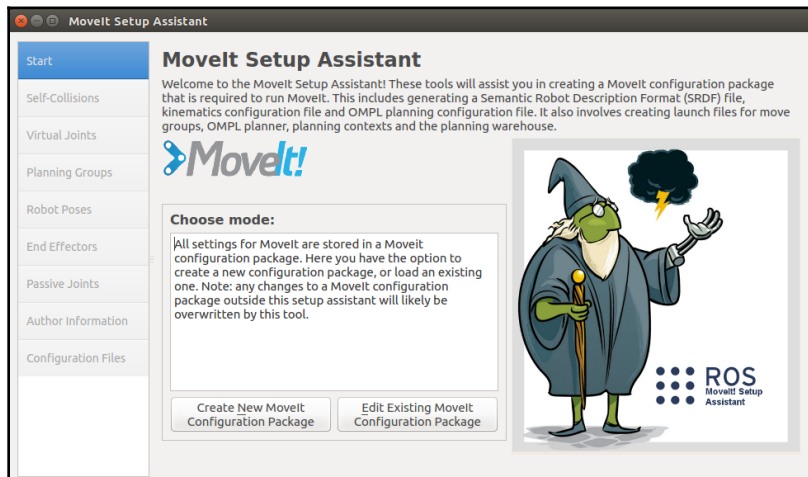 MoveIt Setup Assistant
Start
Self-Collisions
Virtual Joints
Planning Groups
Robot Poses
End Effectors
Passive Joints
Author Information
Configuration Files
MoveIt Setup Assistant
Welcome to the MoveIt Setup Assistant! These tools will assist you in creating a MoveIt configuration package
that is required to run MoveIt. This includes generating a Semantic Robot Description Format (SRDF) file,
kinematics configuration file and OMPL planning configuration file. It also involves creating launch files for move
groups, OMPL planner, planning contexts and the planning warehouse.
MoveIt!
Choose mode:
All settings for MoveIt are stored in a Moveit
configuration package. Here you have the option to
create a new configuration package, or load an existing
one. Note: any changes to a MoveIt configuration
package outside this setup assistant will likely be
overwritten by this tool.
Create New MoveIt
Configuration Package
Edit Existing MoveIt
Configuration Package
ROS
MoveIt! Setup
Assistant